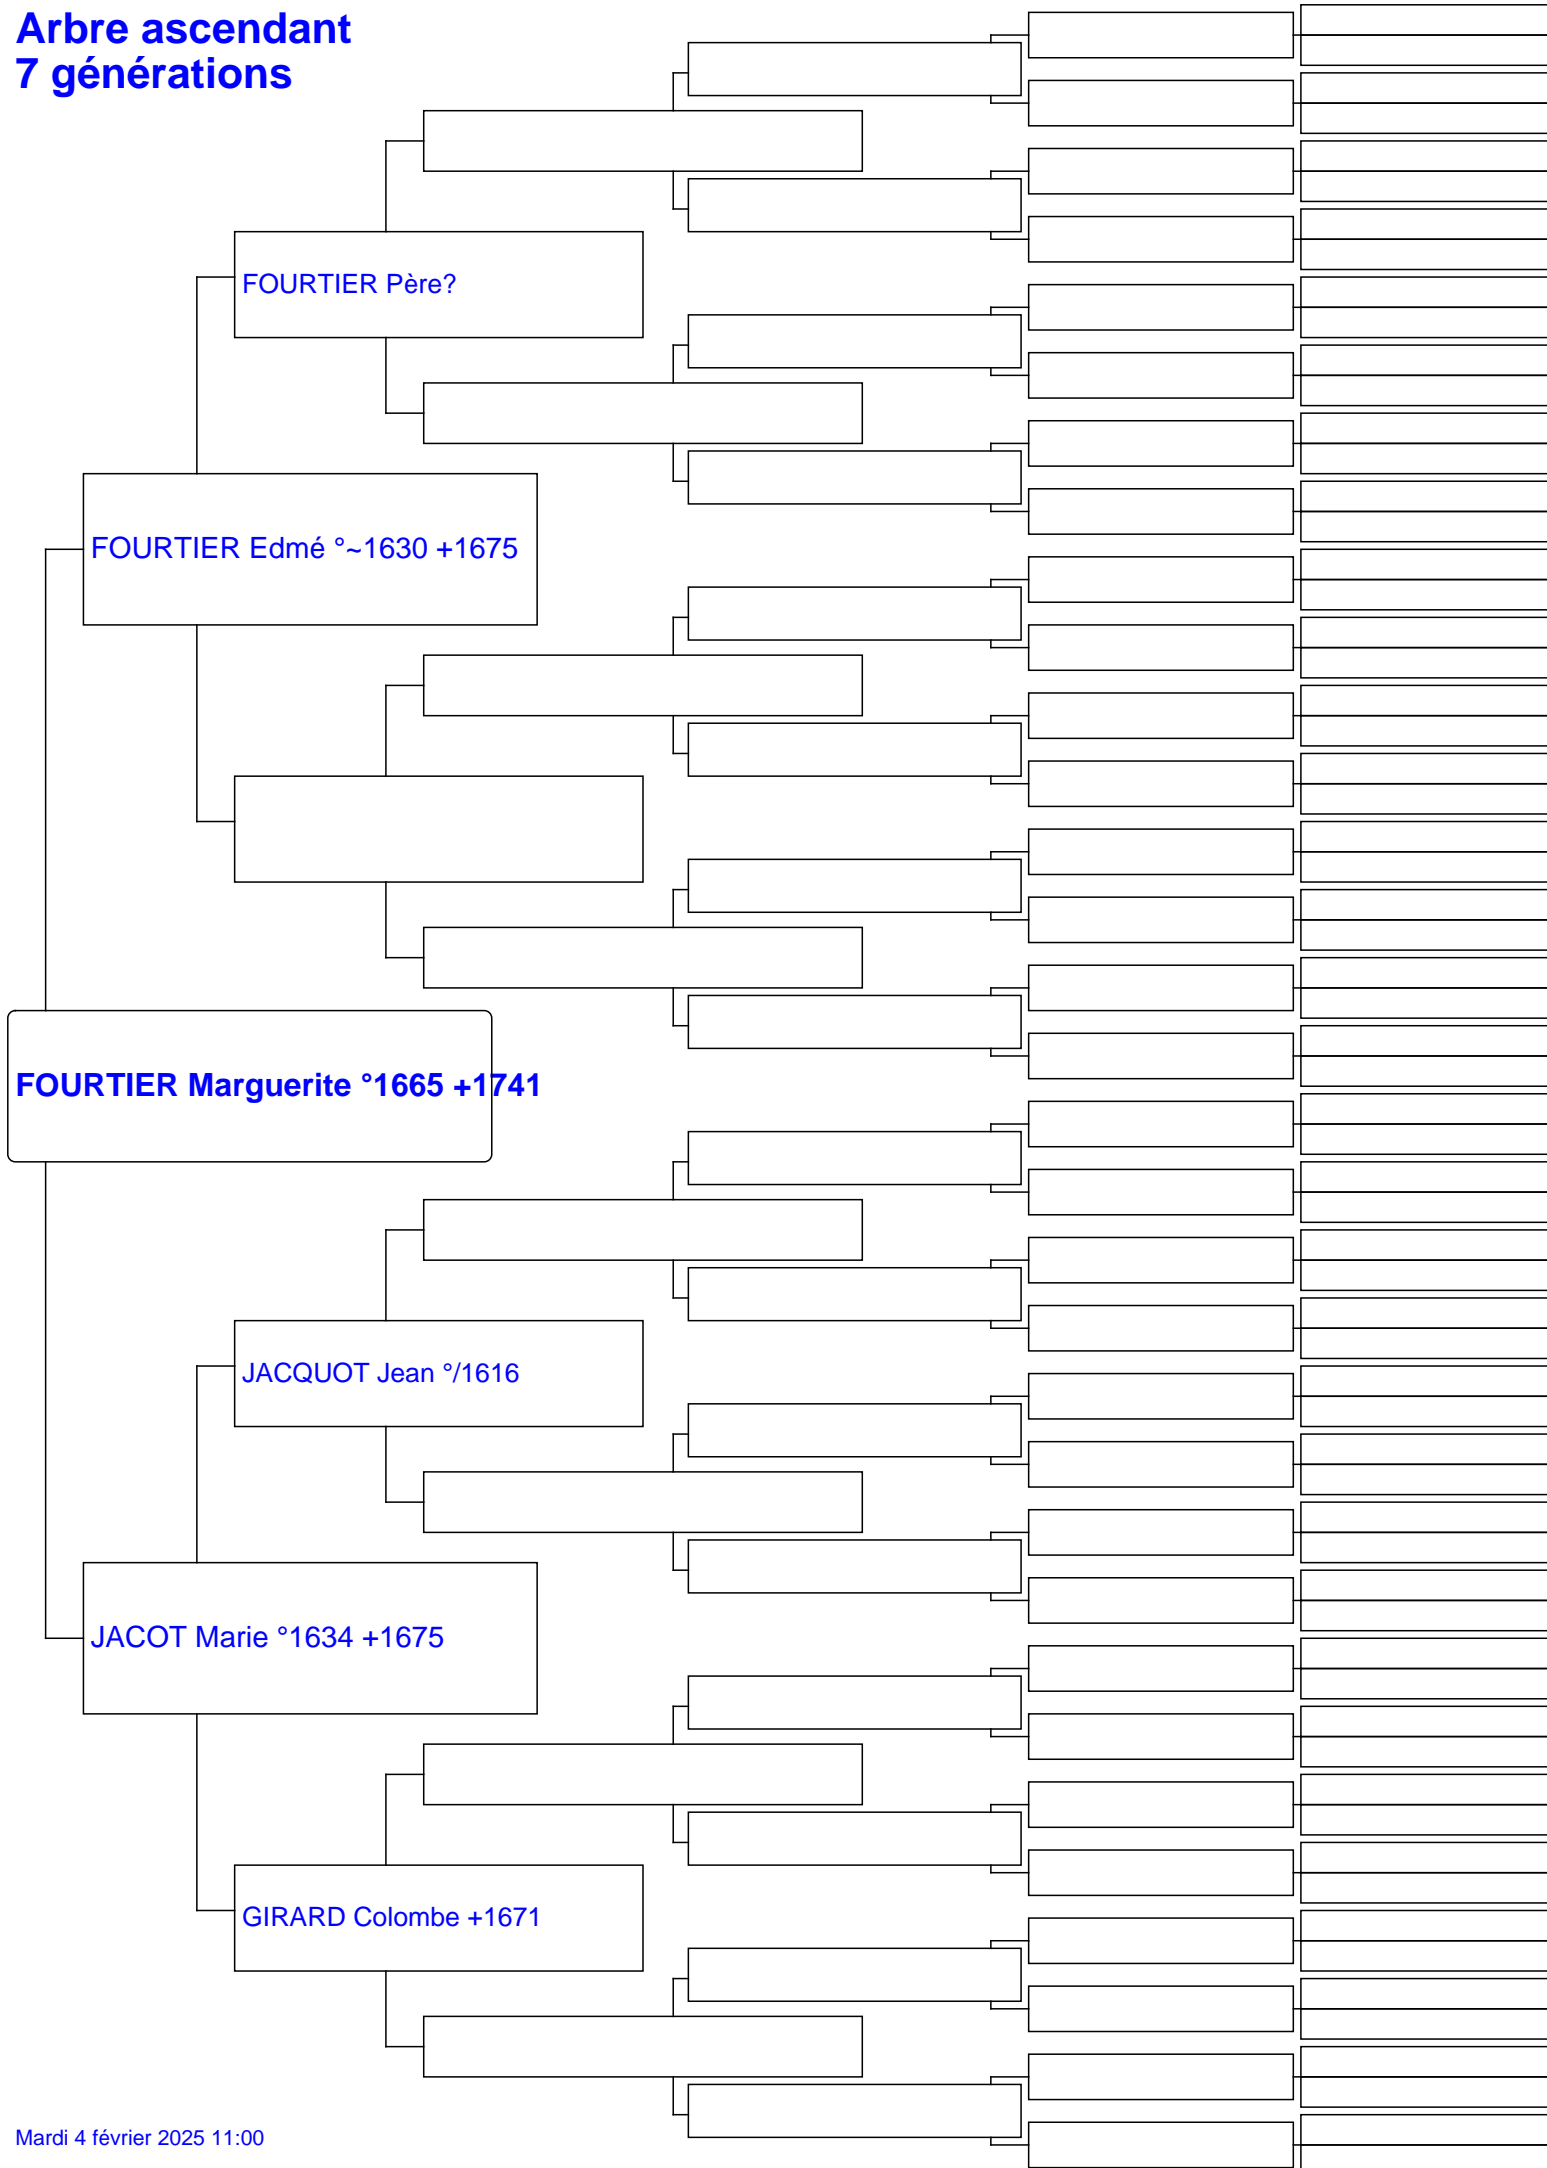 Arbre ascendant
7 générations
FOURTIER Père?
FOURTIER Edmé °~1630 +1675
FOURTIER Marguerite °1665 +1741
JACQUOT Jean °/1616
JACOT Marie °1634 +1675
GIRARD Colombe +1671
Mardi 4 février 2025 11:00